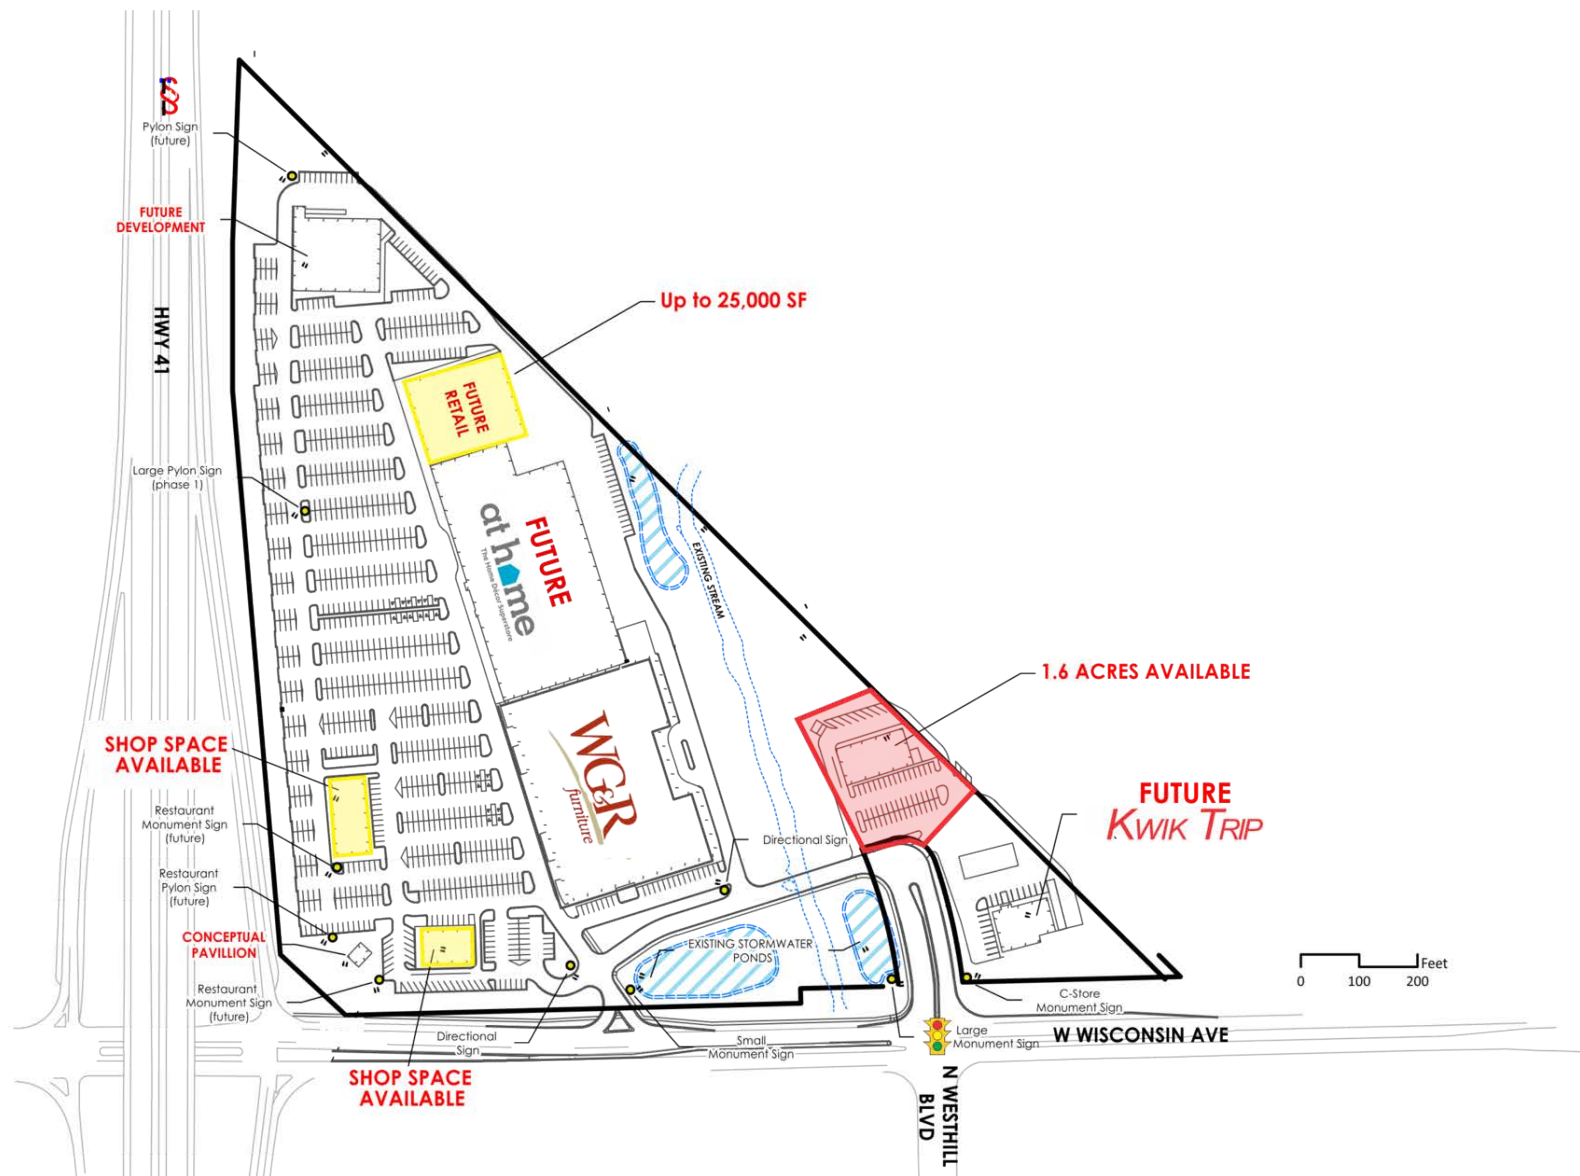 Pylon Sign
(future)
FUTURE
DEVELOPMENT
HWY 41
Up to 25,000 SF
FUTURE
RETAIL
Large Pylon Sign
(phase 1)
at home
The Home Décor Superstore
FUTURE
EXISTING STREAM
1.6 ACRES AVAILABLE
SHOP SPACE
AVAILABLE
WG&R
furniture
FUTURE
KWIK TRIP
Restaurant
Monument Sign
(future)
Directional Sign
Restaurant
Pylon Sign
(future)
CONCEPTUAL
PAVILLION
EXISTING STORMWATER
PONDS
Restaurant
Monument Sign
(future)
Feet
0 100 200
C-Store
Monument Sign
Directional
Sign
Small
Monument Sign
Large
Monument Sign
W WISCONSIN AVE
SHOP SPACE
AVAILABLE
N WESTHILL
BLVD